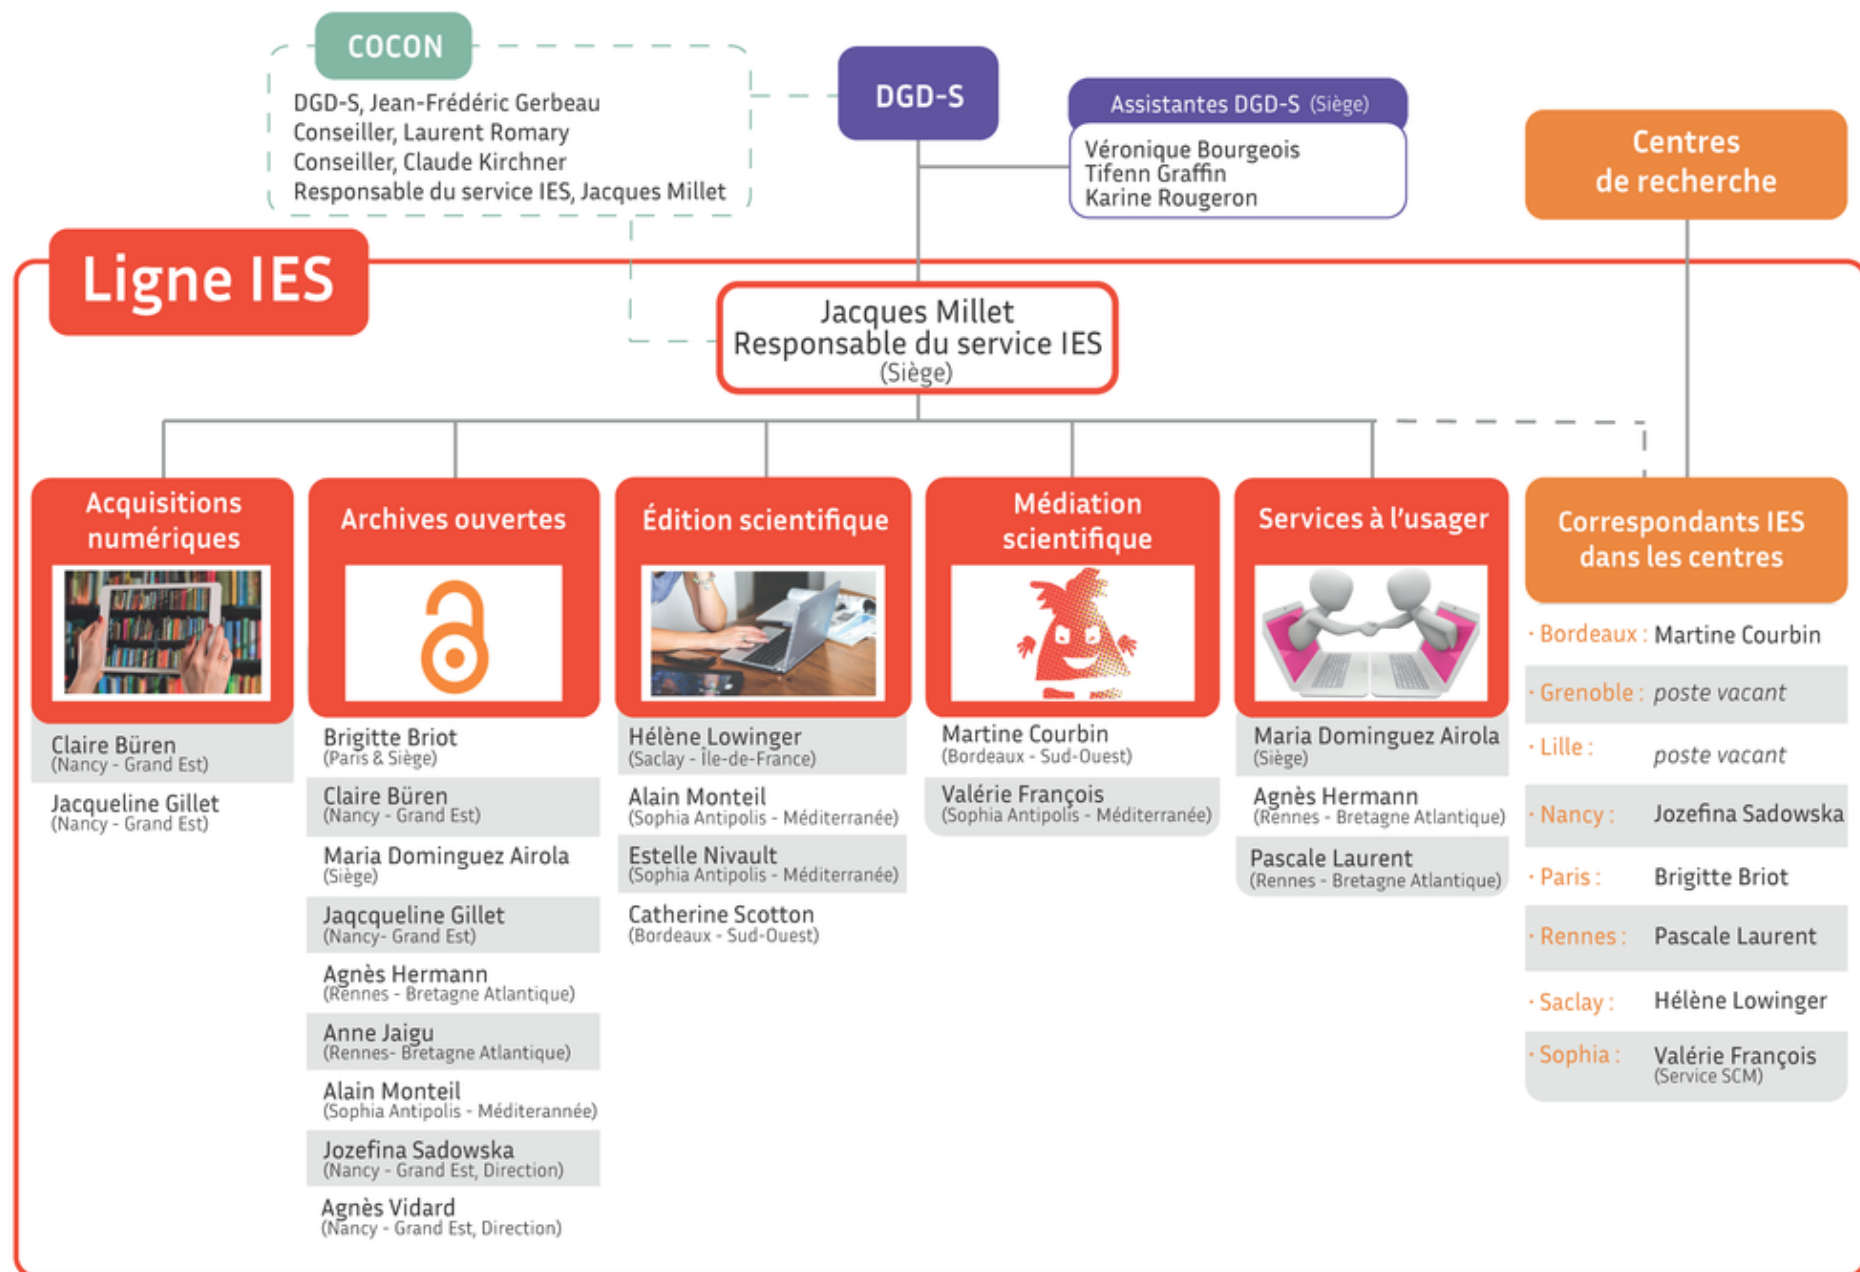 COCON
DGD-S, Jean-Frédéric Gerbeau
Conseiller, Laurent Romary
Conseiller, Claude Kirchner
Responsable du service IES, Jacques Millet
DGD-S
Assistantes DGD-S (Siège)
Véronique Bourgeois
Tifenn Graffin
Karine Rougeron
Centres
de recherche
Ligne IES
Jacques Millet
Responsable du service IES
(Siège)
Acquisitions
numériques
Claire Büren
(Nancy - Grand Est)
Jacqueline Gillet
(Nancy - Grand Est)
Archives ouvertes
Brigitte Briot
(Paris & Siège)
Claire Büren
(Nancy - Grand Est)
Maria Dominguez Airola
(Siège)
Jaqcqueline Gillet
(Nancy- Grand Est)
Agnès Hermann
(Rennes - Bretagne Atlantique)
Anne Jaigu
(Rennes- Bretagne Atlantique)
Alain Monteil
(Sophia Antipolis - Méditerannée)
Jozefina Sadowska
(Nancy - Grand Est, Direction)
Agnès Vidard
(Nancy - Grand Est, Direction)
Édition scientifique
Hélène Lowinger
(Saclay - Île-de-France)
Alain Monteil
(Sophia Antipolis - Méditerranée)
Estelle Nivault
(Sophia Antipolis - Méditerranée)
Catherine Scotton
(Bordeaux - Sud-Ouest)
Médiation
scientifique
Martine Courbin
(Bordeaux - Sud-Ouest)
Valérie François
(Sophia Antipolis - Méditerranée)
Services à l'usager
Maria Dominguez Airola
(Siège)
Agnès Hermann
(Rennes - Bretagne Atlantique)
Pascale Laurent
(Rennes - Bretagne Atlantique)
Correspondants IES
dans les centres
· Bordeaux : Martine Courbin
· Grenoble : poste vacant
· Lille : poste vacant
· Nancy : Jozefina Sadowska
· Paris : Brigitte Briot
· Rennes : Pascale Laurent
· Saclay : Hélène Lowinger
· Sophia : Valérie François
(Service SCM)